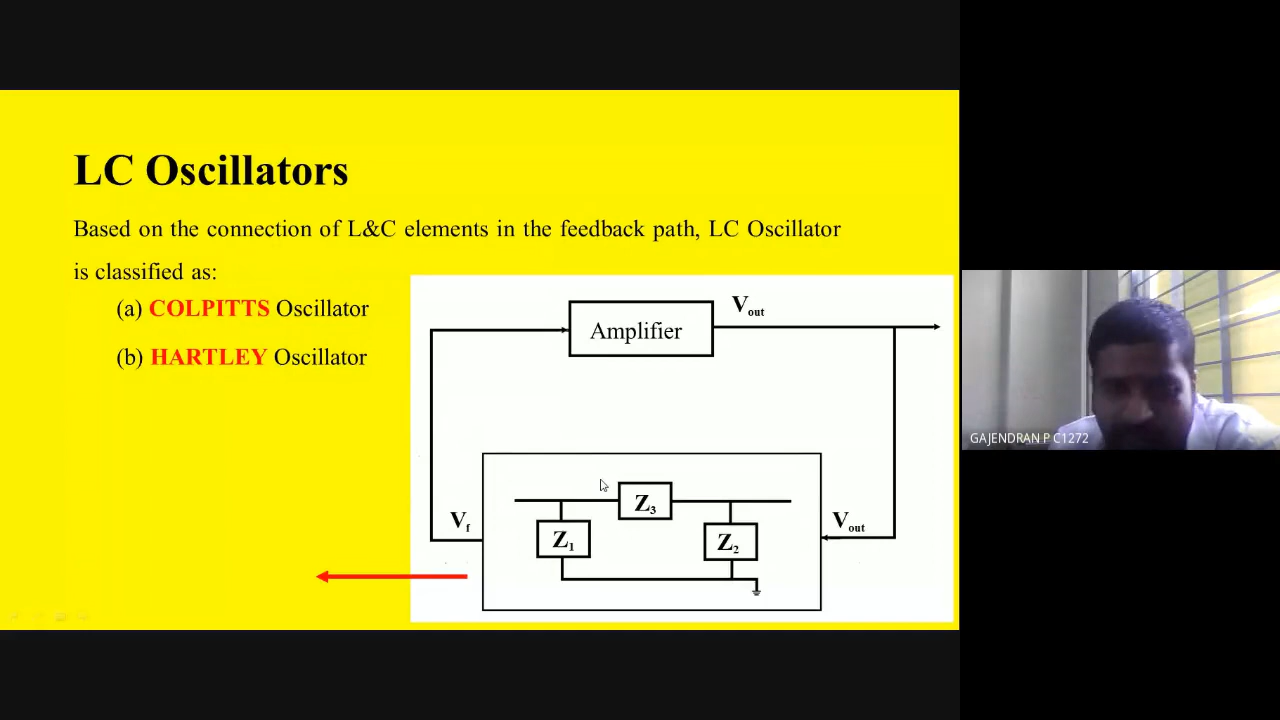 LC Oscillators
Based on the connection of L&C elements in the feedback path, LC Oscillator
is classified as:
(a) COLPITTS Oscillator
(b) HARTLEY Oscillator
Vout
Amplifier
Z3
Vf
Z1
Z2
Vout
GAJENDRAN P C1272